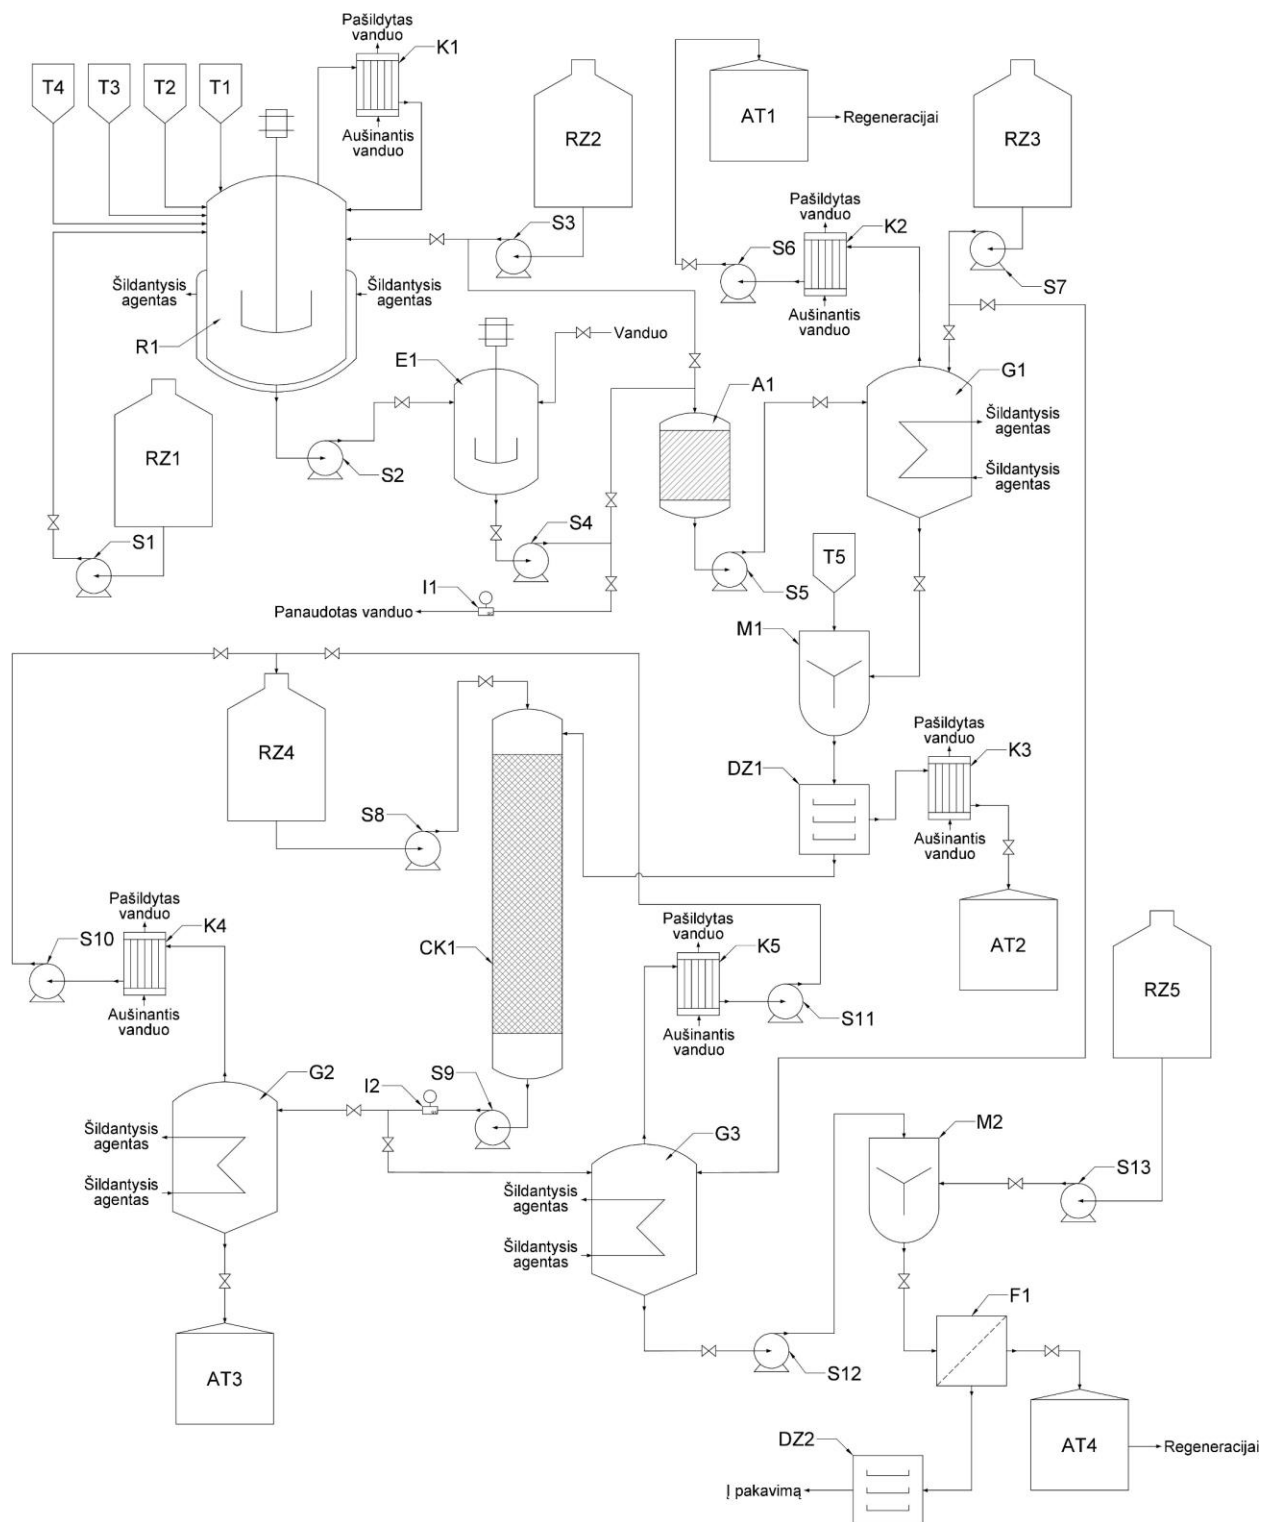 Pašildytas
vanduo
K1
T4
T3
T2
T1
Aušinantis
vanduo
RZ2
AT1
Regeneracijai
RZ3
Pašildytas
vanduo
K2
S3
S6
S7
Šildantysis
agentas
Šildantysis
agentas
Aušinantis
vanduo
R1
E1
Vanduo
A1
G1
Šildantysis
agentas
RZ1
Šildantysis
agentas
S2
S1
S4
S5
T5
I1
Panaudotas vanduo
M1
RZ4
Pašildytas
vanduo
K3
DZ1
S8
Aušinantis
vanduo
Pašildytas
vanduo
K4
S10
CK1
Pašildytas
vanduo
K5
AT2
RZ5
Aušinantis
vanduo
S11
Aušinantis
vanduo
G2
I2
S9
Šildantysis
agentas
G3
M2
S13
Šildantysis
agentas
Šildantysis
agentas
Šildantysis
agentas
F1
S12
AT3
DZ2
AT4
Regeneracijai
Į pakavimą